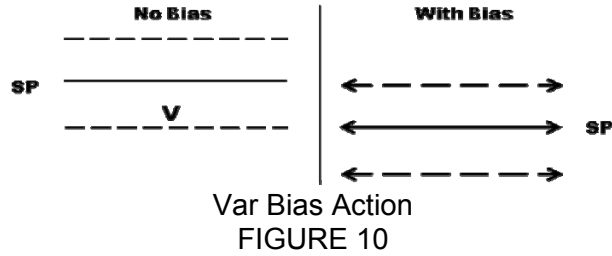 No Bias With Bias
SP
V
SP
Var Bias Action
FIGURE 10